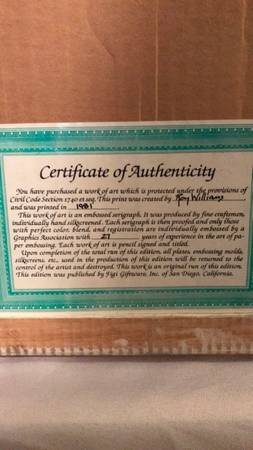 Certificate of Authenticity
You have purchased a work of art which is protected under the provisions of
Civil Code Section 1740 et seq. This print was created by Roy Williams
and was printed in 1981.
This work of art is an embossed serigraph. It was produced by fine craftsmen,
individually hand silkscreened. Each serigraph is then proofed and only those
with perfect color, blend, and registration are individually embossed by a
Graphics Association with 27 years of experience in the art of pa-
per embossing. Each work of art is pencil signed and titled.
Upon completion of the total run of this edition, all plates, embossing molds,
silkscreens, etc., used in the production of this edition will be returned to the
control of the artist and destroyed. This work is an original run of this edition.
This edition was published by Figi Giftware, Inc. of San Diego, California.